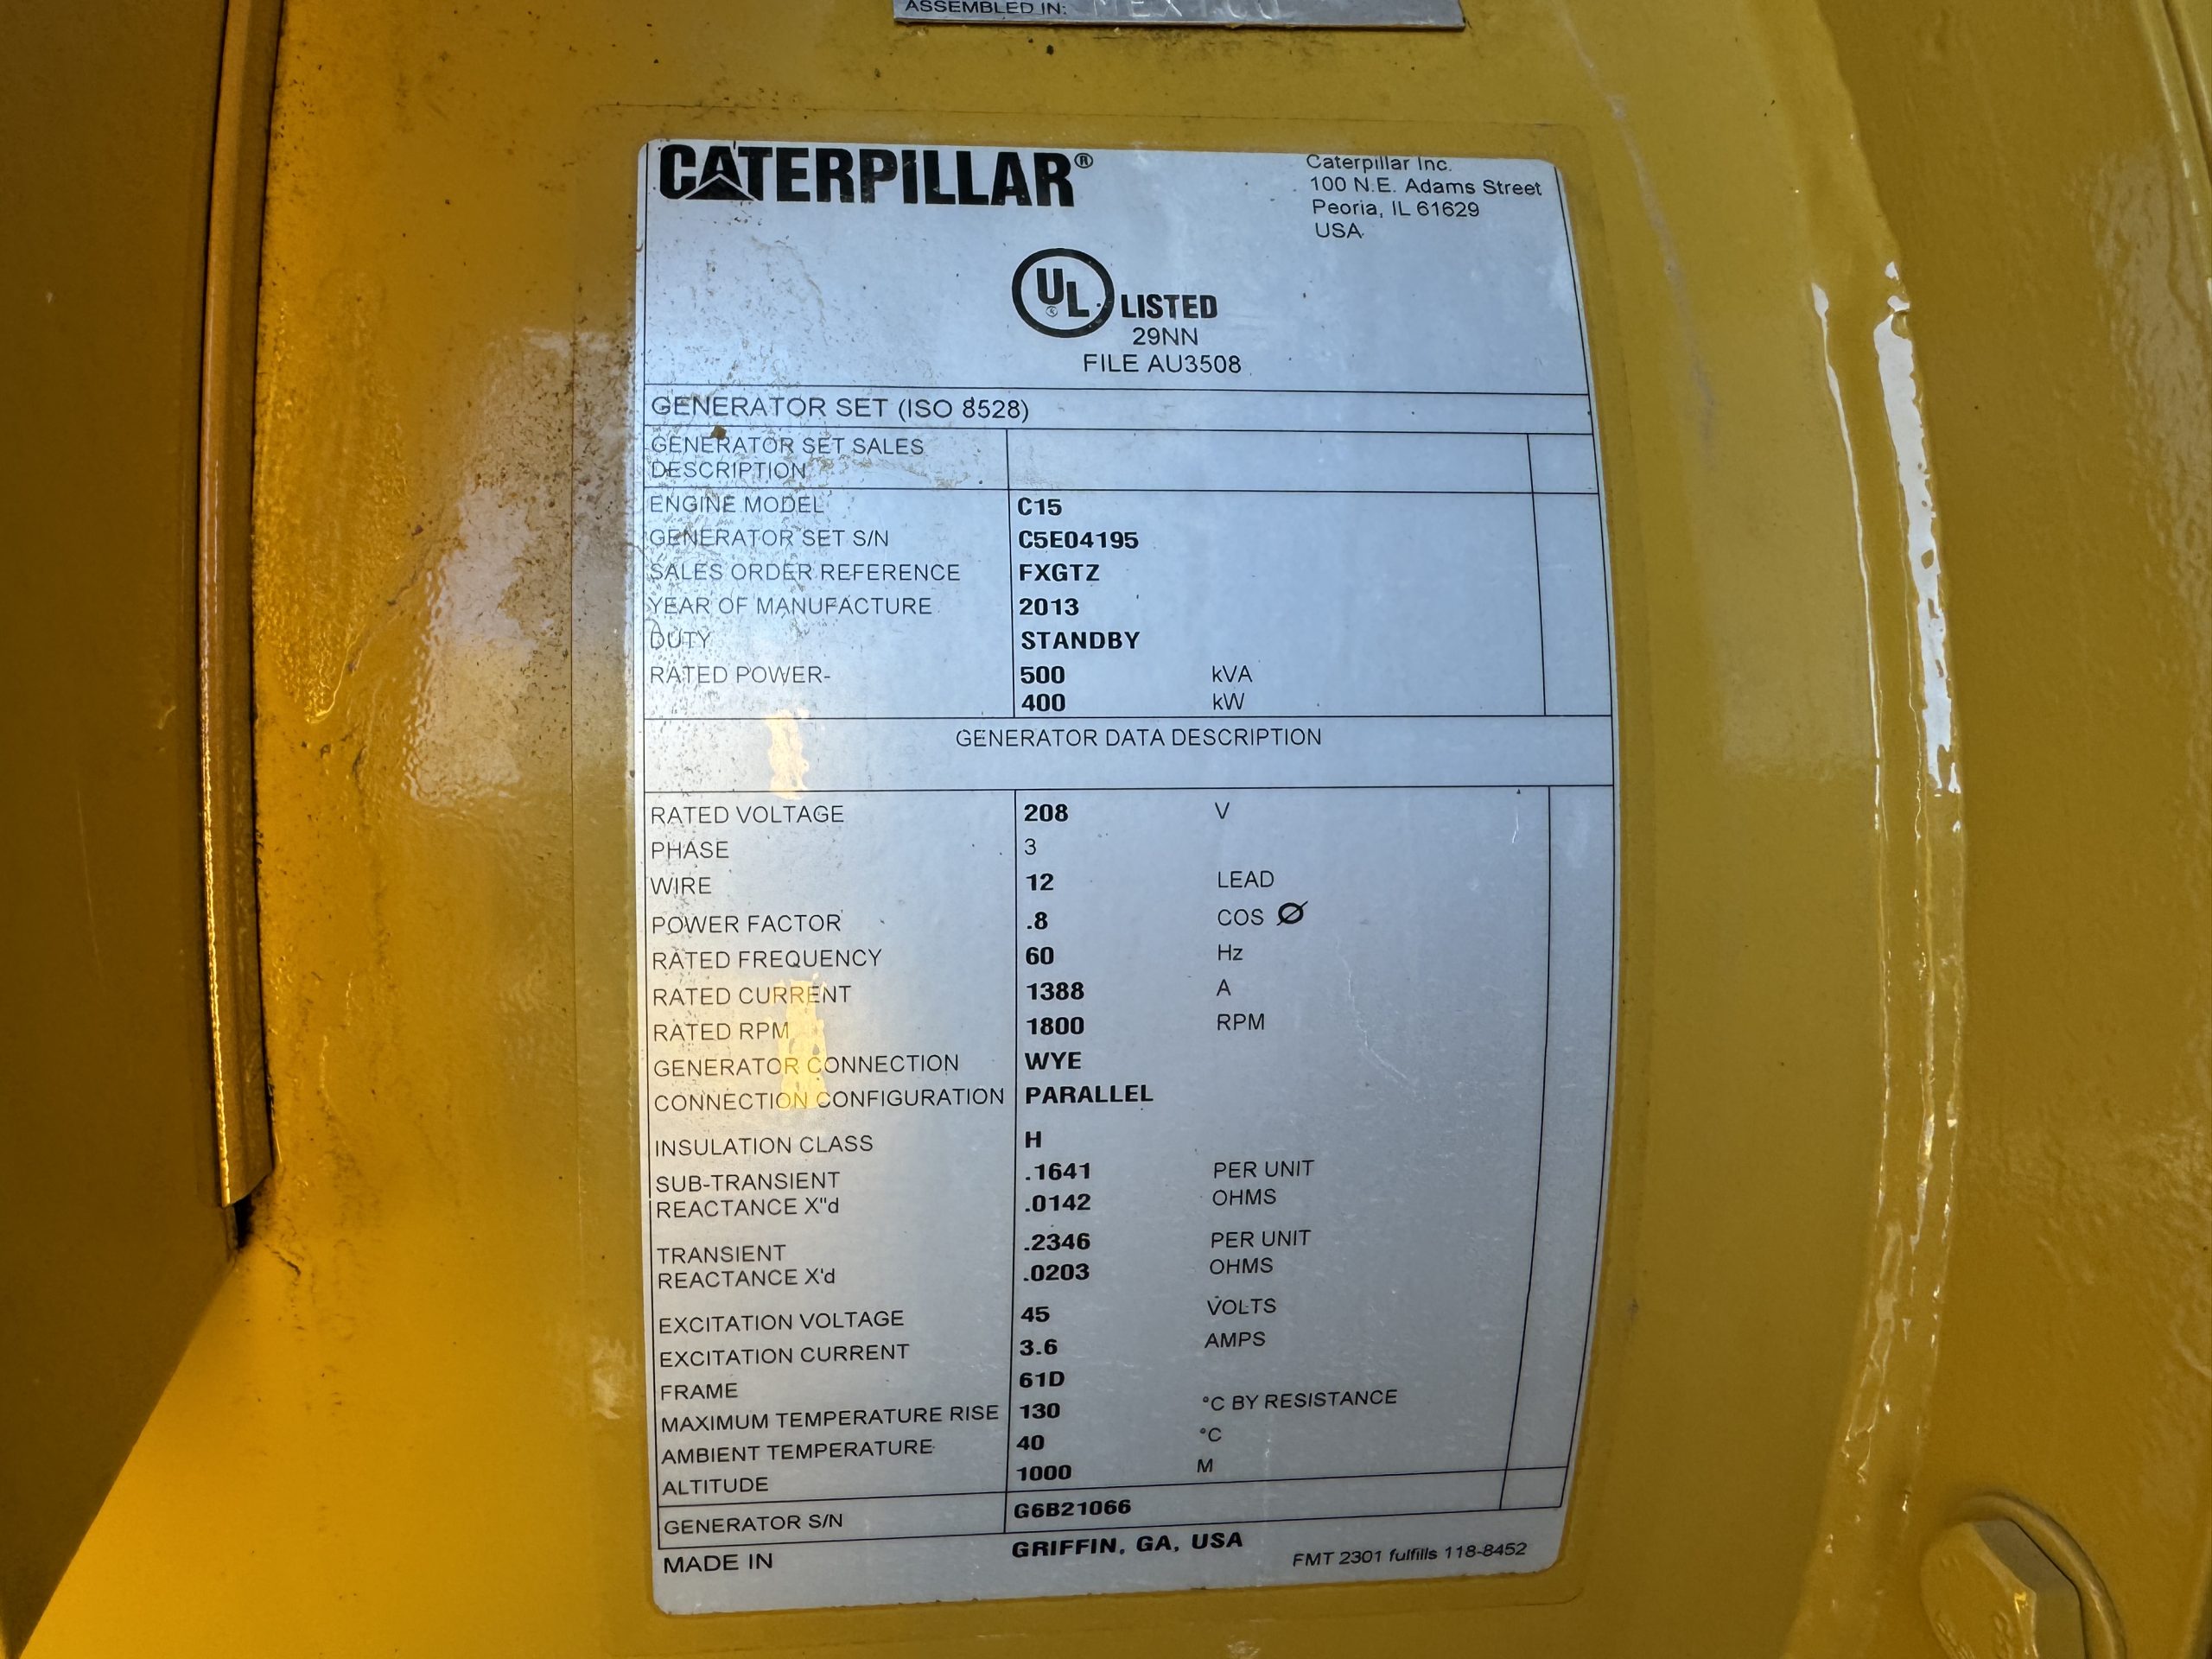 ASSEMBLED IN: MEXICO
CATERPILLAR®
Caterpillar Inc.
100 N.E. Adams Street
Peoria, IL 61629
USA
UL LISTED
29NN
FILE AU3508
GENERATOR SET (ISO 8528)
GENERATOR SET SALES
DESCRIPTION
ENGINE MODEL C15
GENERATOR SET S/N C5E04195
SALES ORDER REFERENCE FXGTZ
YEAR OF MANUFACTURE 2013
DUTY STANDBY
RATED POWER- 500 kVA
400 kW
GENERATOR DATA DESCRIPTION
RATED VOLTAGE 208 V
PHASE 3
WIRE 12 LEAD
POWER FACTOR .8 COS Ø
RATED FREQUENCY 60 Hz
RATED CURRENT 1388 A
RATED RPM 1800 RPM
GENERATOR CONNECTION WYE
CONNECTION CONFIGURATION PARALLEL
INSULATION CLASS H
SUB-TRANSIENT .1641 PER UNIT
REACTANCE X"d .0142 OHMS
TRANSIENT .2346 PER UNIT
REACTANCE X'd .0203 OHMS
EXCITATION VOLTAGE 45 VOLTS
EXCITATION CURRENT 3.6 AMPS
FRAME 61D
MAXIMUM TEMPERATURE RISE 130 °C BY RESISTANCE
AMBIENT TEMPERATURE 40 °C
ALTITUDE 1000 M
GENERATOR S/N G6B21066
MADE IN GRIFFIN, GA, USA
FMT 2301 fulfills 118-8452